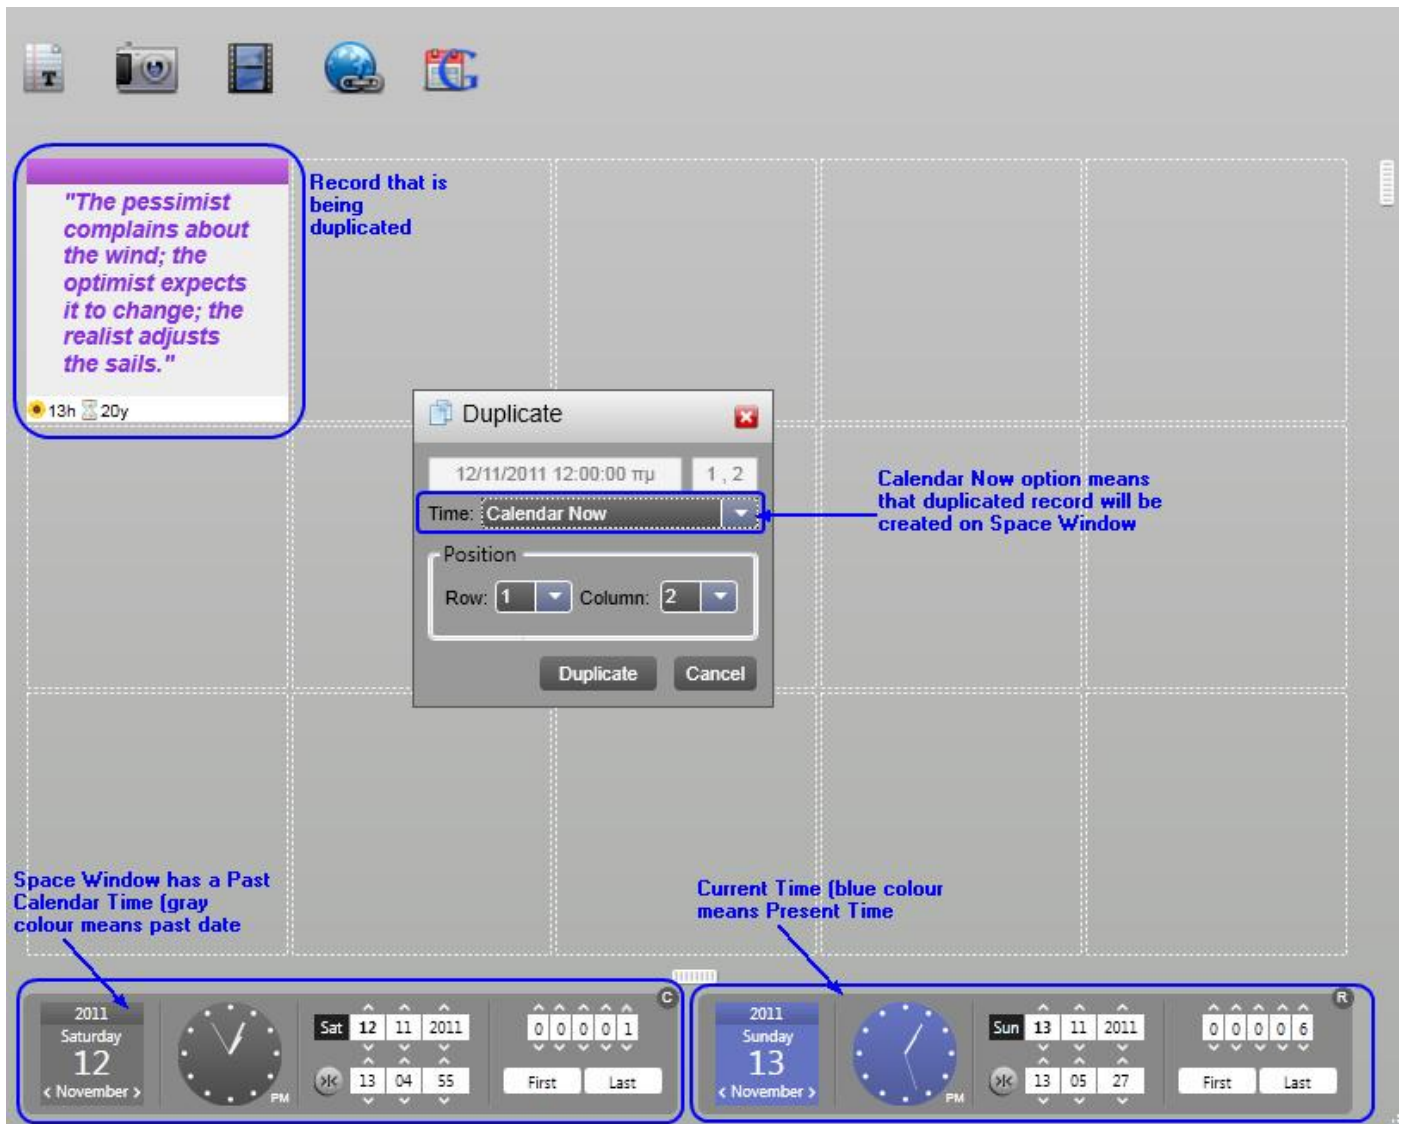 T
G
Record that is
being
duplicated
"The pessimist
complains about
the wind; the
optimist expects
it to change; the
realist adjusts
the sails."
13h 20y
Duplicate
12/11/2011 12:00:00 πμ 1 , 2
Time: Calendar Now
Calendar Now option means
that duplicated record will be
created on Space Window
Position
Row: 1 Column: 2
Duplicate Cancel
Space Window has a Past
Calendar Time (gray
colour means past date
Current Time (blue colour
means Present Time
C
2011
Saturday
12
< November >
PM
Sat 12 11 2011
13 04 55
0 0 0 0 1
First Last
R
2011
Sunday
13
< November >
PM
Sun 13 11 2011
13 05 27
0 0 0 0 6
First Last